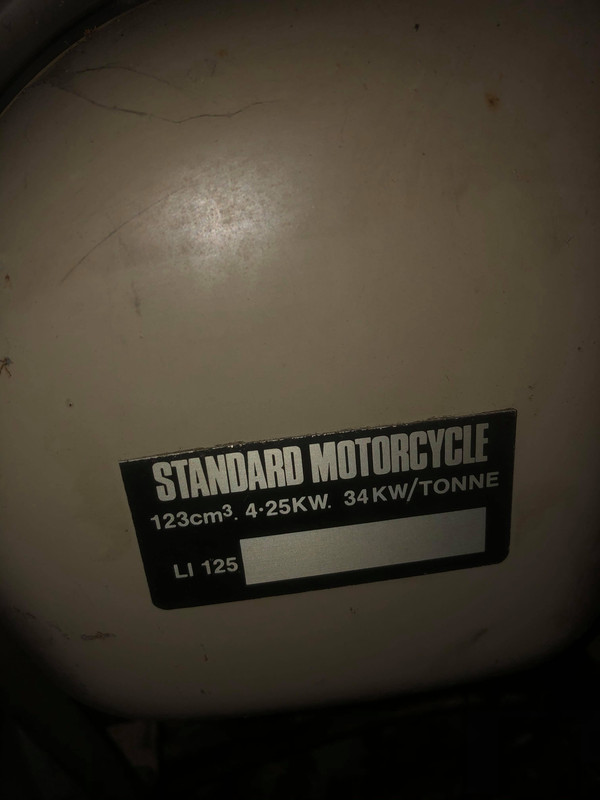 STANDARD MOTORCYCLE
123cm³. 4·25KW. 34KW/TONNE
LI 125